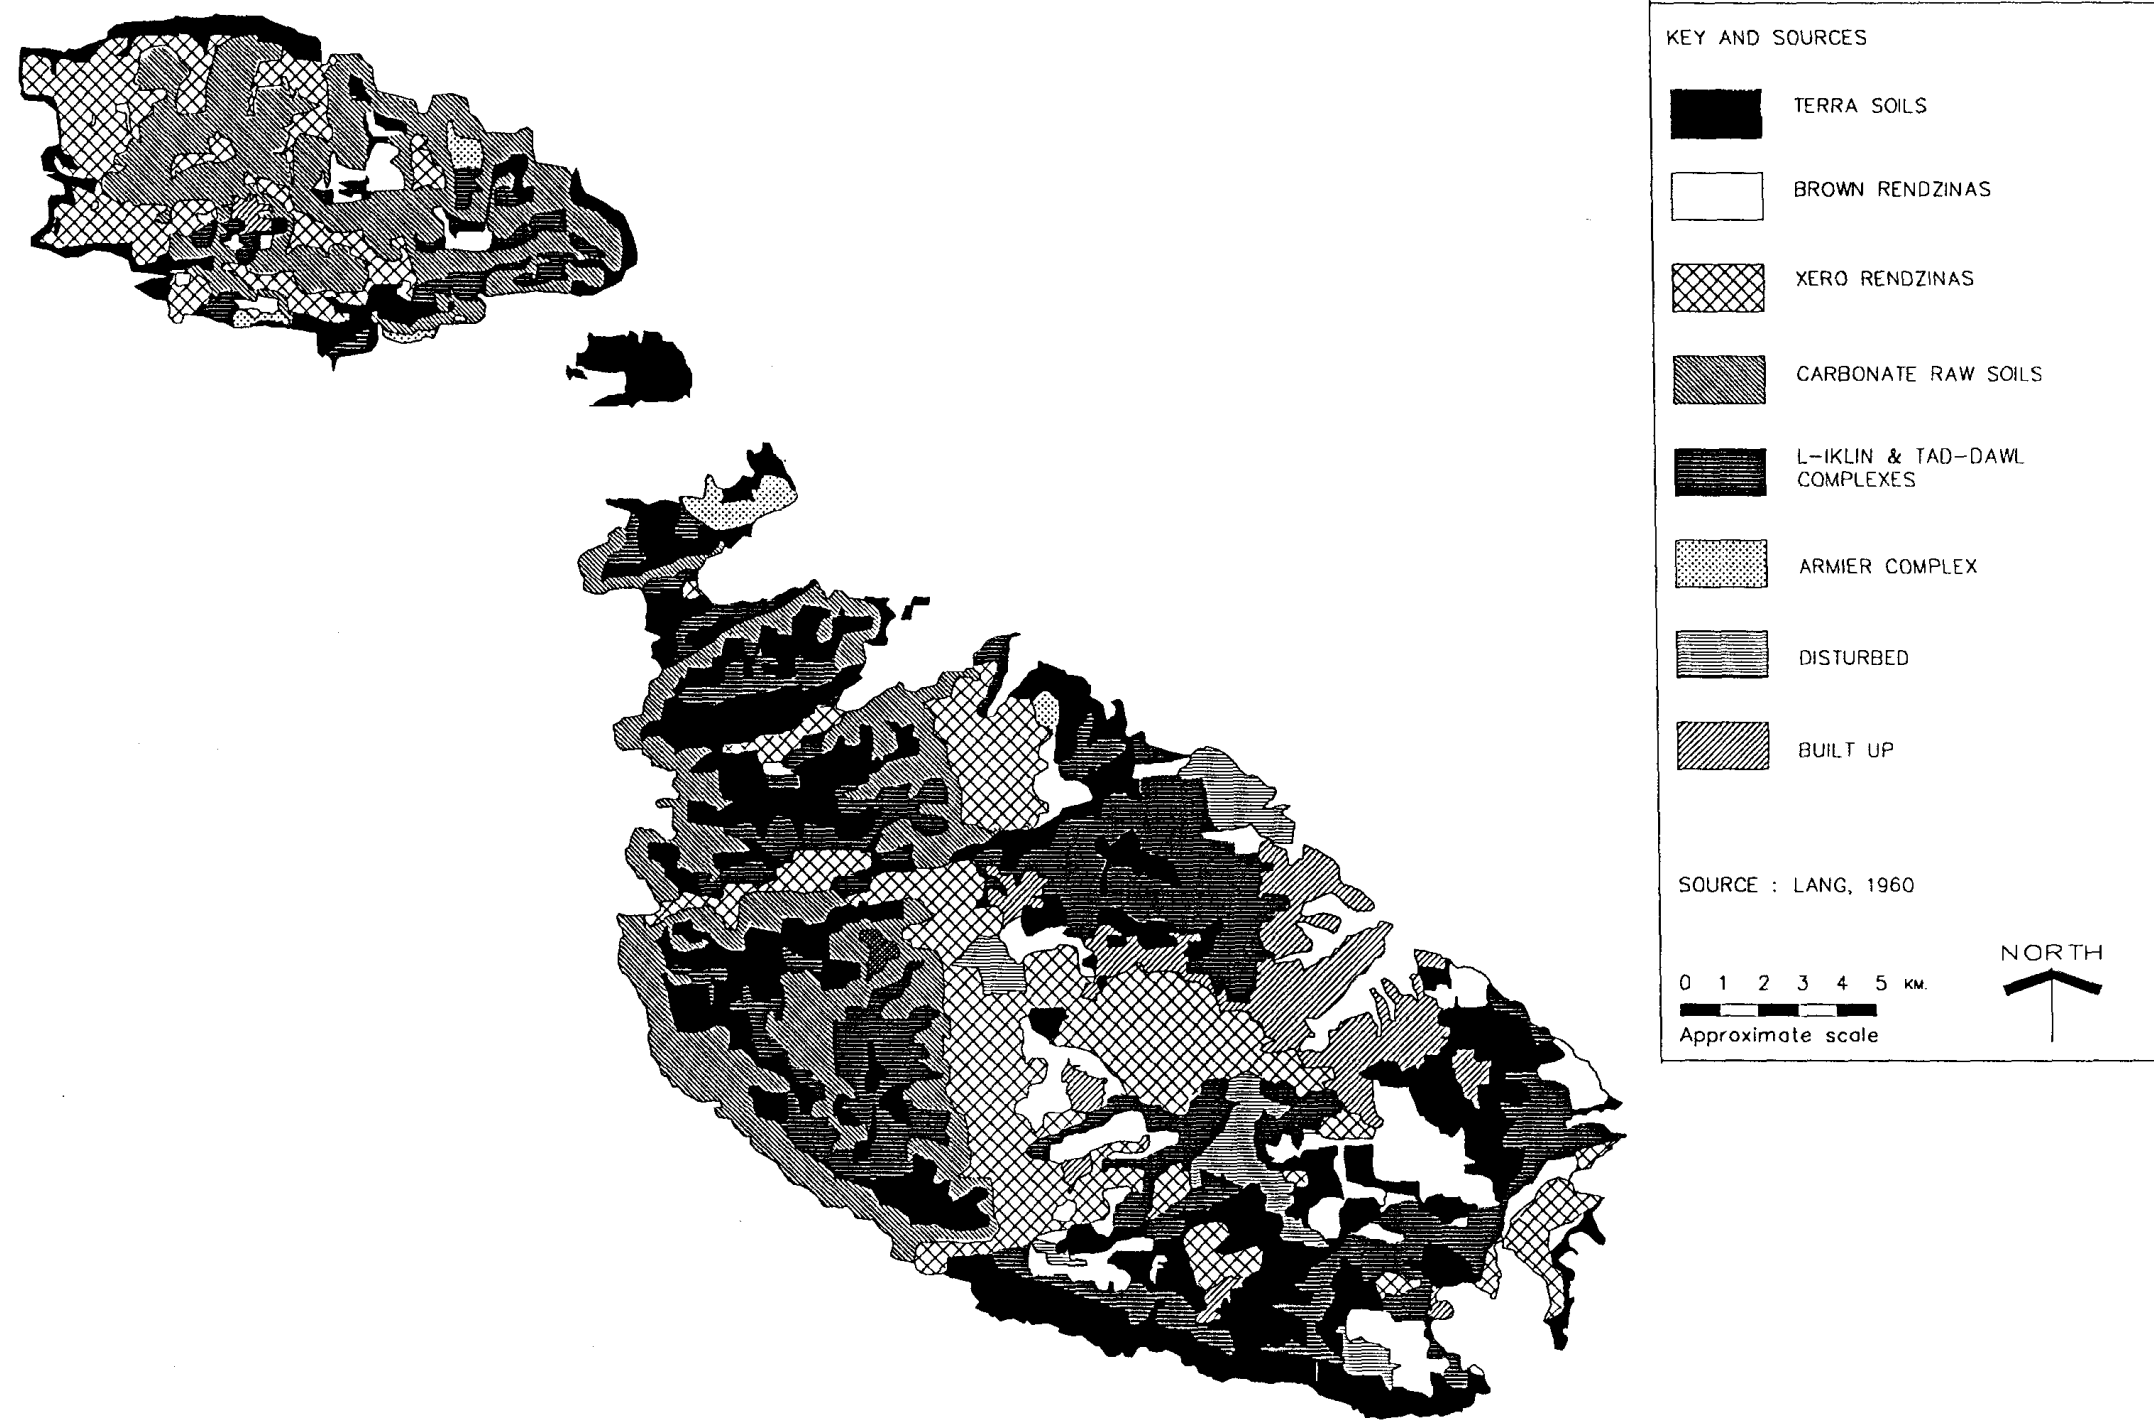 KEY AND SOURCES
TERRA SOILS
BROWN RENDZINAS
XERO RENDZINAS
CARBONATE RAW SOILS
L-IKLIN & TAD-DAWL
COMPLEXES
ARMIER COMPLEX
DISTURBED
BUILT UP
SOURCE : LANG, 1960
NORTH
0 1 2 3 4 5 KM.
Approximate scale